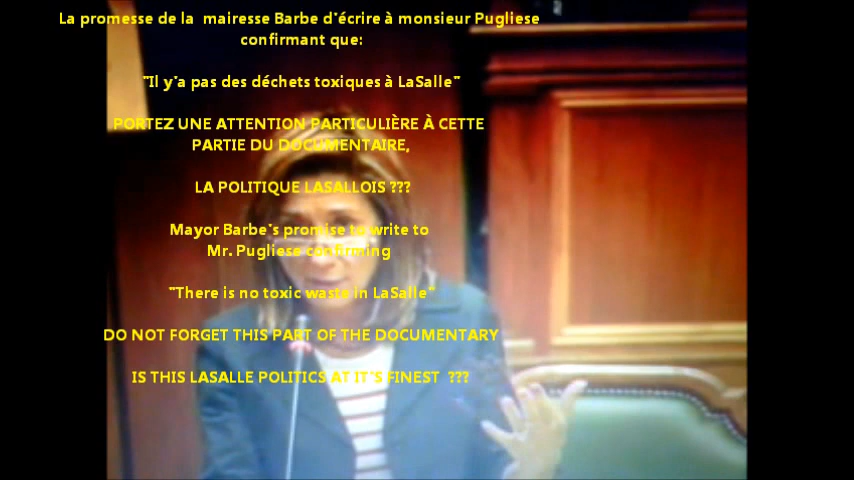 La promesse de la mairesse Barbe d'écrire à monsieur Pugliese
confirmant que:
"Il y'a pas des déchets toxiques à LaSalle"
PORTEZ UNE ATTENTION PARTICULIÈRE À CETTE
PARTIE DU DOCUMENTAIRE,
LA POLITIQUE LASALLOIS ???
Mayor Barbe's promise to write to
Mr. Pugliese confirming
"There is no toxic waste in LaSalle"
DO NOT FORGET THIS PART OF THE DOCUMENTARY
IS THIS LASALLE POLITICS AT IT'S FINEST ???